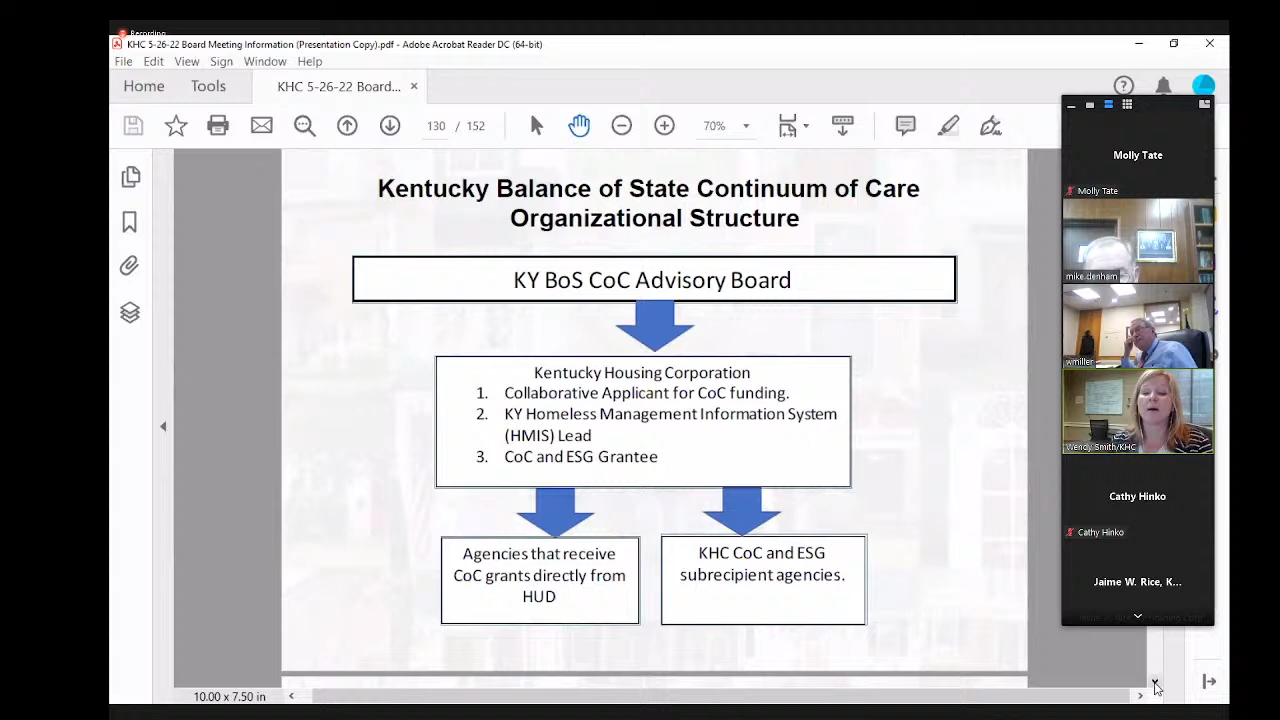 Recording
KHC 5-26-22 Board Meeting Information (Presentation Copy).pdf - Adobe Acrobat Reader DC (64-bit)
File Edit View Sign Window Help
Home Tools KHC 5-26-22 Board...
130 / 152 70%
Kentucky Balance of State Continuum of Care
Organizational Structure
KY BoS CoC Advisory Board
Kentucky Housing Corporation
1. Collaborative Applicant for CoC funding.
2. KY Homeless Management Information System
(HMIS) Lead
3. CoC and ESG Grantee
Agencies that receive
CoC grants directly from
HUD
KHC CoC and ESG
subrecipient agencies.
10.00 x 7.50 in
Molly Tate
Molly Tate
mike.denham
wmiller
Wendy Smith/KHC
Cathy Hinko
Cathy Hinko
Jaime W. Rice, K...